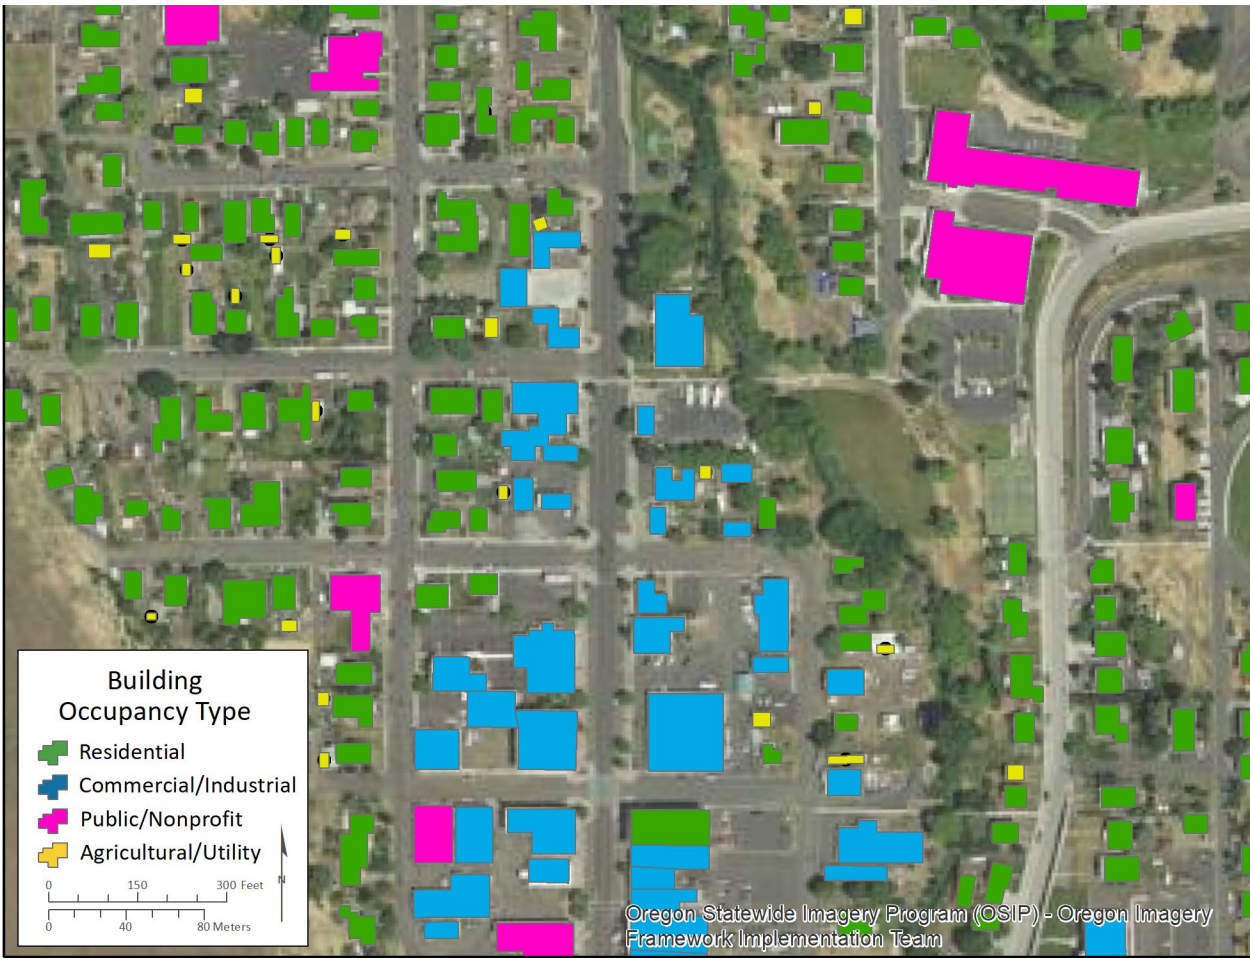 Building
Occupancy Type
Residential
Commercial/Industrial
Public/Nonprofit
Agricultural/Utility
0 150 300 Feet
N
0 40 80 Meters
Oregon Statewide Imagery Program (OSIP) - Oregon Imagery
Framework Implementation Team